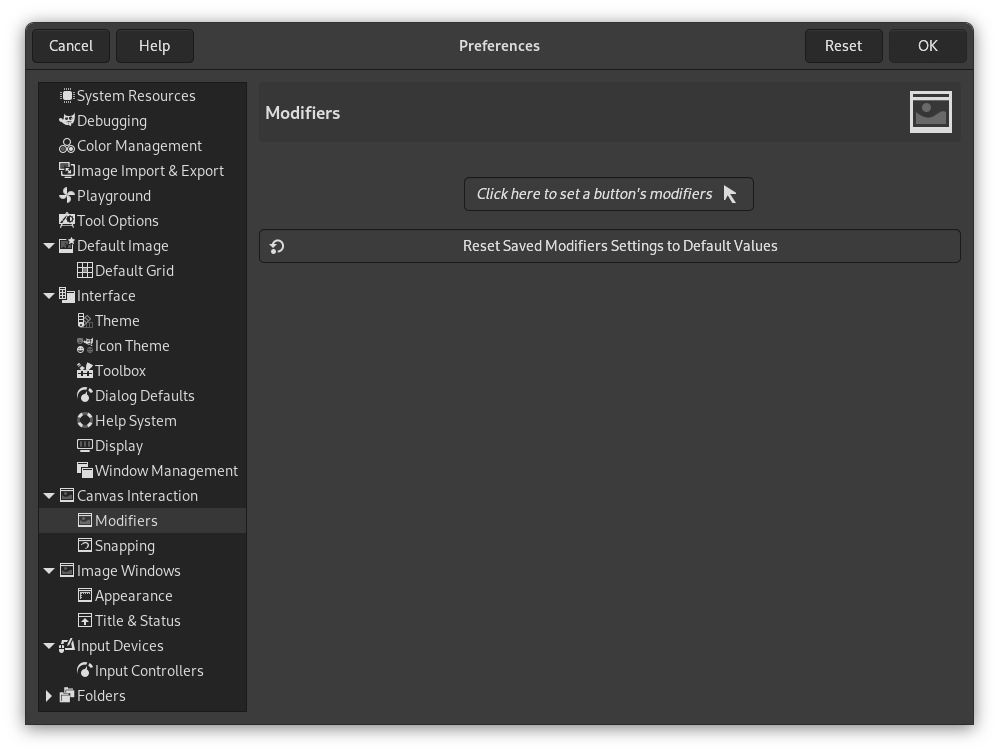 Cancel Help Preferences Reset OK
System Resources
Debugging
Color Management
Image Import & Export
Playground
Tool Options
Default Image
Default Grid
Interface
Theme
Icon Theme
Toolbox
Dialog Defaults
Help System
Display
Window Management
Canvas Interaction
Modifiers
Snapping
Image Windows
Appearance
Title & Status
Input Devices
Input Controllers
Folders
Modifiers
Click here to set a button's modifiers
Reset Saved Modifiers Settings to Default Values